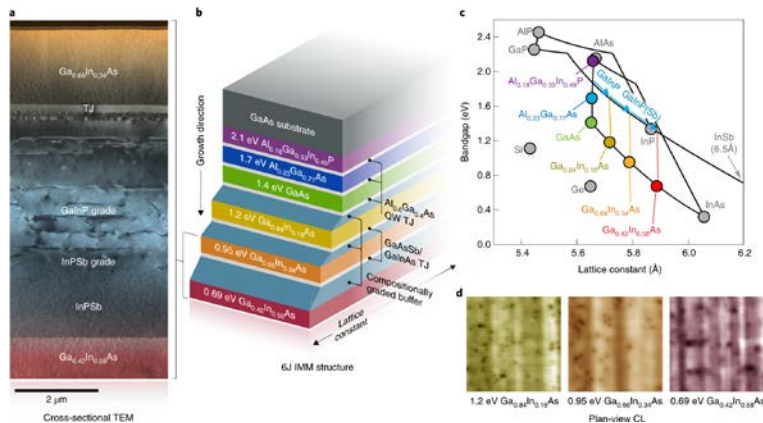 a
Ga0.66In0.34As
TJ
GaInP grade
InPSb grade
InPSb
Ga0.42In0.58As
2 μm
Cross-sectional TEM
b
Growth direction
GaAs substrate
2.1 eV Al0.18Ga0.33In0.49P
1.7 eV Al0.23Ga0.77As
1.4 eV GaAs
1.2 eV Ga0.84In0.16As
0.95 eV Ga0.66In0.34As
0.69 eV Ga0.42In0.58As
QW TJ
GaAsSb/
GaInAs TJ
Compositionally
graded buffer
Lattice
constant
6J IMM structure
c
Bandgap (eV)
2.8
2.4
2.0
1.6
1.2
0.8
0.4
0.0
AlP
GaP
AlAs
Al0.18Ga0.33In0.49P
GaInP
GaInP(Sb)
Al0.23Ga0.77As
GaAs
InP
InSb
(6.5Å)
Si
Ga0.84In0.16As
Ge
Ga0.66In0.34As
InAs
Ga0.42In0.58As
5.4
5.6
5.8
6.0
6.2
Lattice constant (Å)
d
1.2 eV Ga0.84In0.16As
0.95 eV Ga0.66In0.34As
0.69 eV Ga0.42In0.58As
Plan-view CL